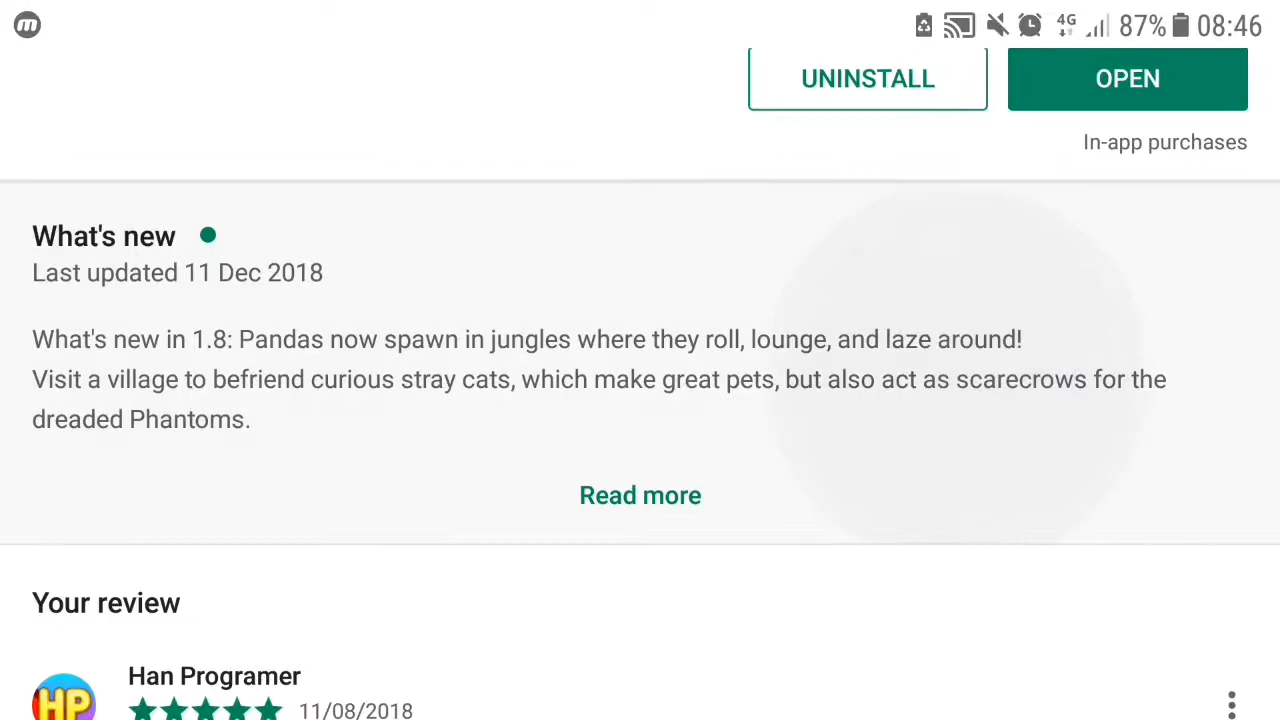 m
4G 87% 08:46
UNINSTALL OPEN
In-app purchases
What's new
Last updated 11 Dec 2018
What's new in 1.8: Pandas now spawn in jungles where they roll, lounge, and laze around!
Visit a village to befriend curious stray cats, which make great pets, but also act as scarecrows for the
dreaded Phantoms.
Read more
Your review
Han Programer
HP
11/08/2018